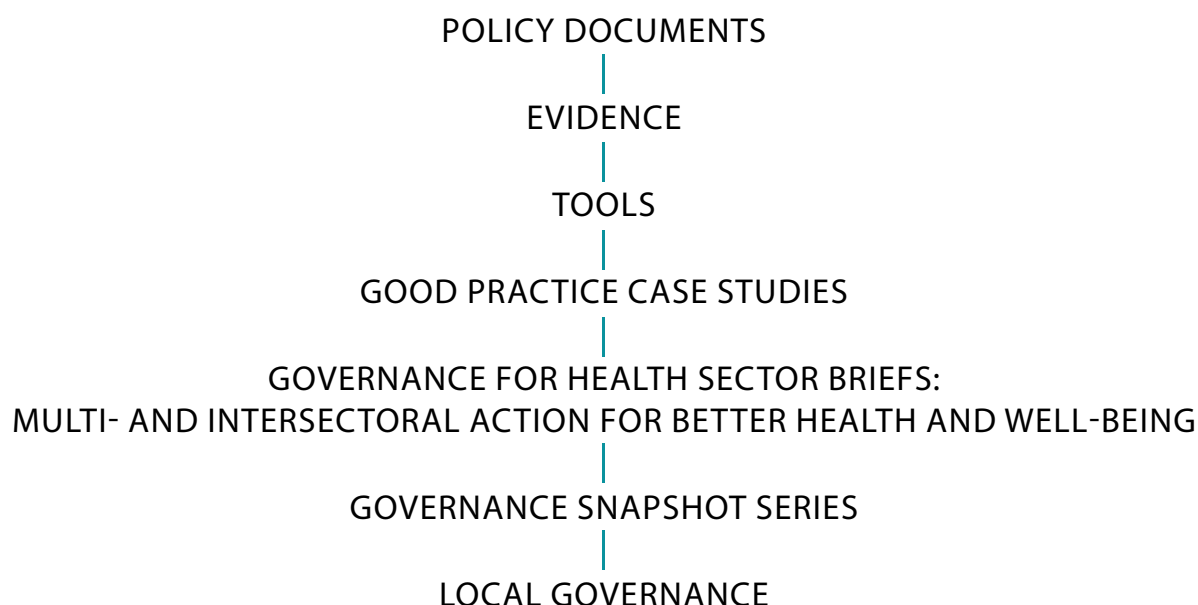 POLICY DOCUMENTS
EVIDENCE
TOOLS
GOOD PRACTICE CASE STUDIES
GOVERNANCE FOR HEALTH SECTOR BRIEFS:
MULTI- AND INTERSECTORAL ACTION FOR BETTER HEALTH AND WELL-BEING
GOVERNANCE SNAPSHOT SERIES
LOCAL GOVERNANCE